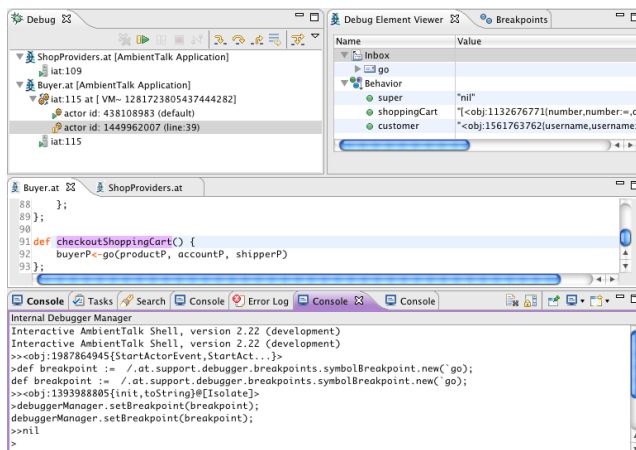 Debug
ShopProviders.at [AmbientTalk Application]
iat:109
Buyer.at [AmbientTalk Application]
iat:115 at [ VM~ 1281723805437444282]
actor id: 438108983 (default)
actor id: 1449962007 (line:39)
iat:115
Debug Element Viewer
Breakpoints
Name Value
Inbox
go
Behavior
super "nil"
shoppingCart "[<obj:1132676771{number,number:=,
customer "<obj:1561763762{username,username:
Buyer.at
ShopProviders.at
88 };
89 };
90
91 def checkoutShoppingCart() {
92 buyerP<-go(productP, accountP, shipperP)
93 };
Console Tasks Search Console Error Log Console Console
Internal Debugger Manager
Interactive AmbientTalk Shell, version 2.22 (development)
Interactive AmbientTalk Shell, version 2.22 (development)
>><obj:1987864945{StartActorEvent,StartAct...}>
>def breakpoint := /.at.support.debugger.breakpoints.symbolBreakpoint.new(`go);
def breakpoint := /.at.support.debugger.breakpoints.symbolBreakpoint.new(`go);
>><obj:1393988805{init,toString}@[Isolate]>
>debuggerManager.setBreakpoint(breakpoint);
debuggerManager.setBreakpoint(breakpoint);
>>nil
>